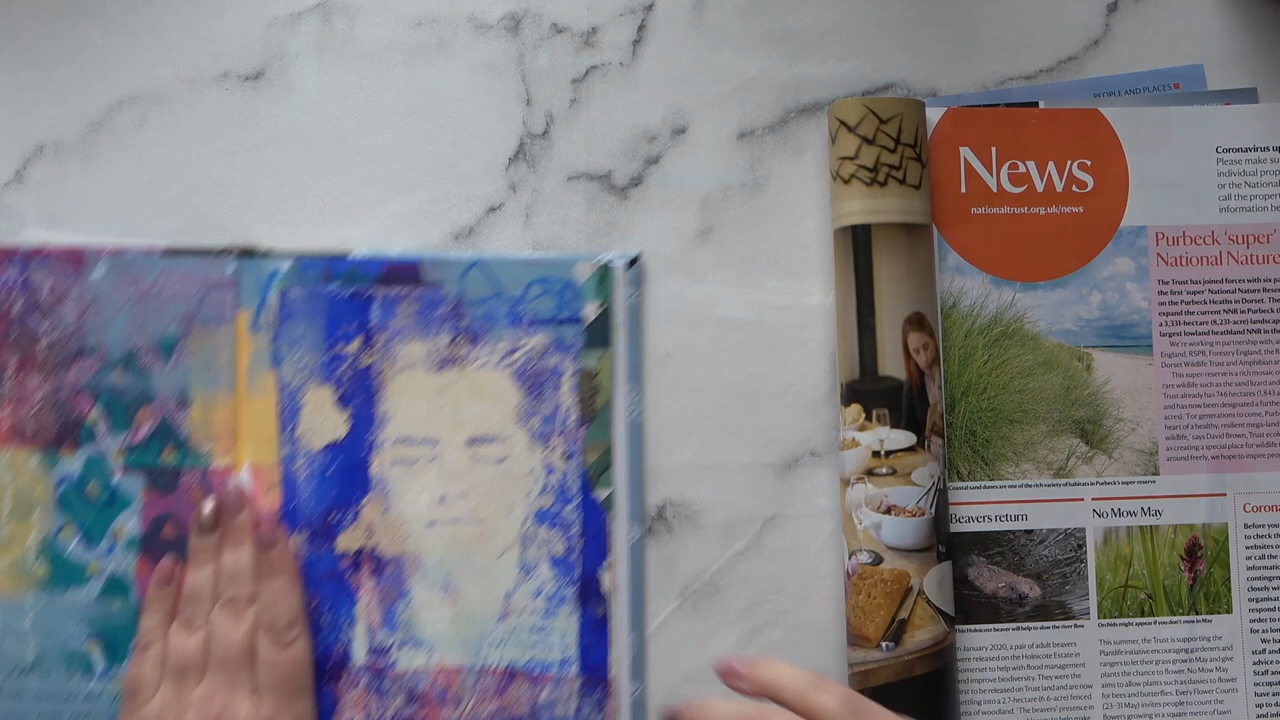 PEOPLE AND PLACES
News
nationaltrust.org.uk/news
Coronavirus
Please make su
individual prop
or the National
call the propert
information be
Purbeck ‘super’
National Nature
The Trust has joined forces with six pa
the first ‘super’ National Nature Rese
on the Purbeck Heaths in Dorset. The
expand the current NNR in Purbeck
a 3,331-hectare (8,231-acre) landscap
largest lowland heathland NNR in the
We’re working in partnership with,
England, RSPB, Forestry England, the R
Dorset Wildlife Trust and Amphibian
This super-reserve is a rich mosaic
rare wildlife such as the sand lizard and
Trust already has 746 hectares (1,843
and has now been designated a furthe
acres). ‘For generations to come, Purb
heart of a healthy, resilient mega-land
wildlife,’ says David Brown, Trust eco
as creating a special place for wildlife
around freely, we hope to inspire peop
Coastal sand dunes are one of the rich variety of habitats in Purbeck’s super-reserve
Beavers return
This Holnicote beaver will help to slow the river flow
In January 2020, a pair of adult beavers
were released on the Holnicote Estate in
Somerset to help with flood management
and improve biodiversity. They were the
first to be released on Trust land and are now
settling into a 2.7-hectare (6.6-acre) fenced
area of woodland. ‘The beavers’ presence in
No Mow May
Orchids might appear if you don’t mow in May
This summer, the Trust is supporting the
Plantlife initiative encouraging gardeners and
rangers to let their grass grow in May and give
plants the chance to flower. No Mow May
aims to allow plants such as daisies to flower
for bees and butterflies. Every Flower Counts
(23–31 May) invites people to count the
flowers growing in a square metre of lawn
Coron
Before you
to check th
websites o
or call the
informatio
contingen
closely wi
organisat
respond t
order to
for as lon
We ha
staff and
advice o
Staff an
occupat
have an
up to d